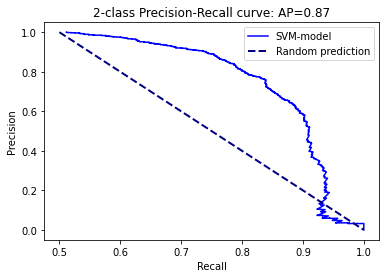 2-class Precision-Recall curve: AP=0.87
SVM-model
Random prediction
Precision
1.0
0.8
0.6
0.4
0.2
0.0
0.5 0.6 0.7 0.8 0.9 1.0
Recall